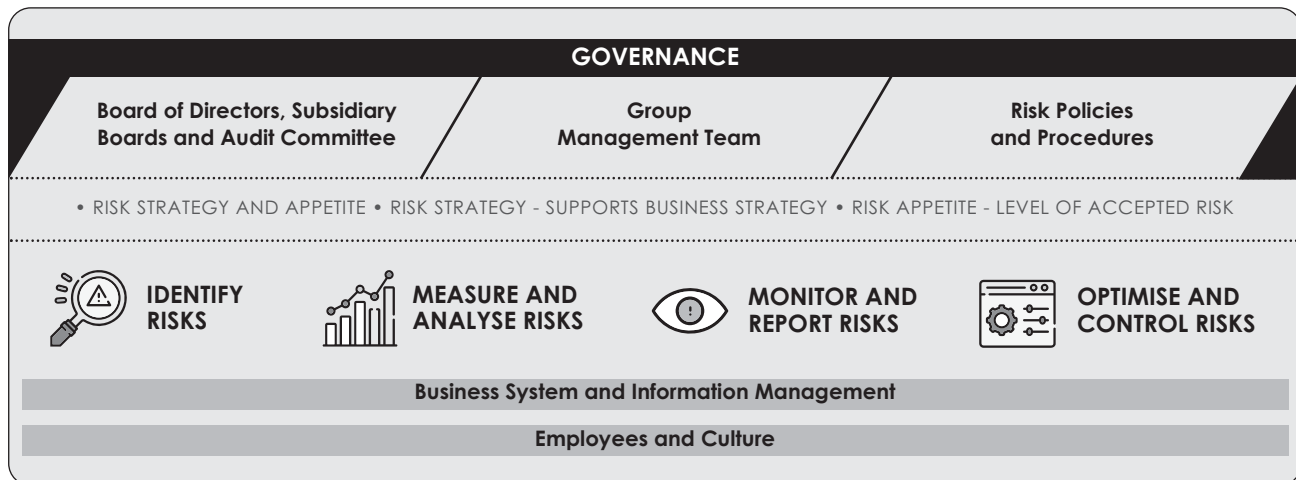 GOVERNANCE
Board of Directors, Subsidiary
Boards and Audit Committee
Group
Management Team
Risk Policies
and Procedures
• RISK STRATEGY AND APPETITE • RISK STRATEGY - SUPPORTS BUSINESS STRATEGY • RISK APPETITE - LEVEL OF ACCEPTED RISK
IDENTIFY
RISKS
MEASURE AND
ANALYSE RISKS
MONITOR AND
REPORT RISKS
OPTIMISE AND
CONTROL RISKS
Business System and Information Management
Employees and Culture